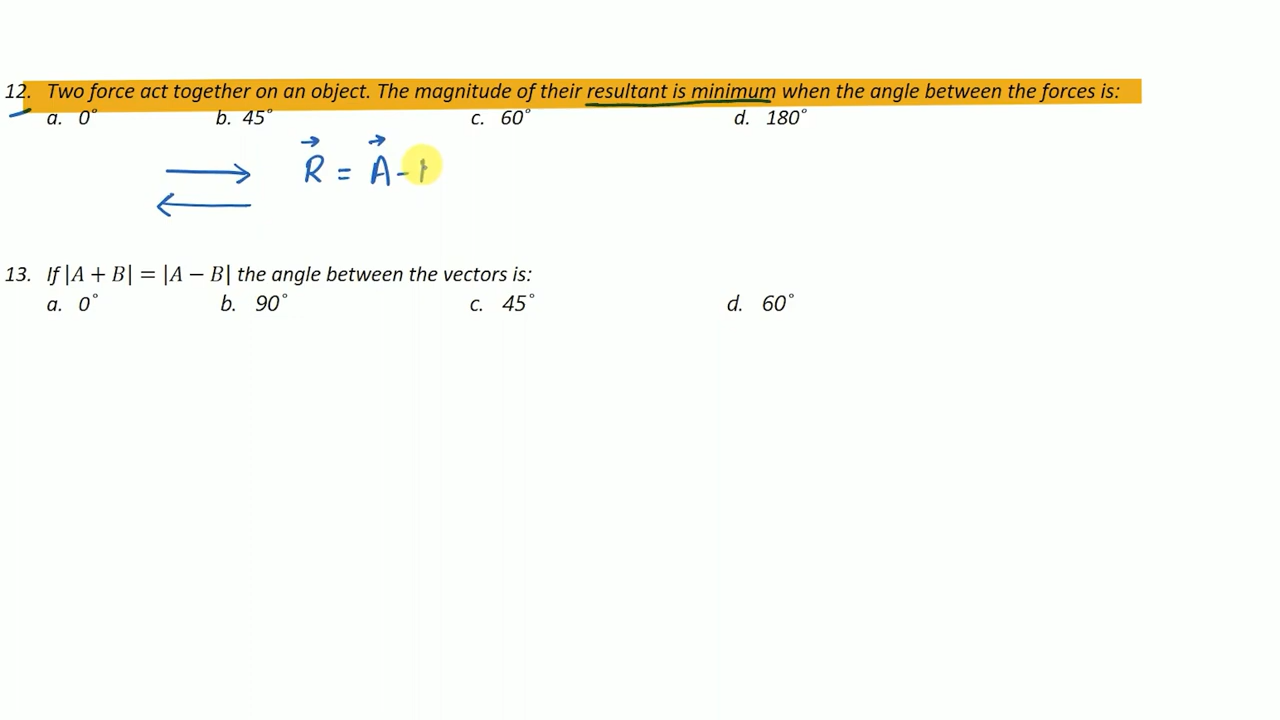 12. Two force act together on an object. The magnitude of their resultant is minimum when the angle between the forces is:
a. 0° b. 45° c. 60° d. 180°
R⃗ = A⃗ -
13. If |A + B| = |A − B| the angle between the vectors is:
a. 0° b. 90° c. 45° d. 60°